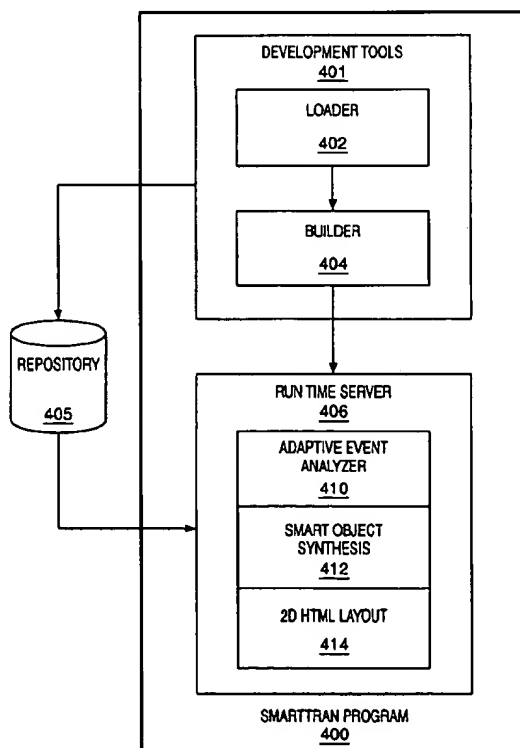 DEVELOPMENT TOOLS
401
LOADER
402
BUILDER
404
REPOSITORY
405
RUN TIME SERVER
406
ADAPTIVE EVENT
ANALYZER
410
SMART OBJECT
SYNTHESIS
412
2D HTML LAYOUT
414
SMARTTRAN PROGRAM
400